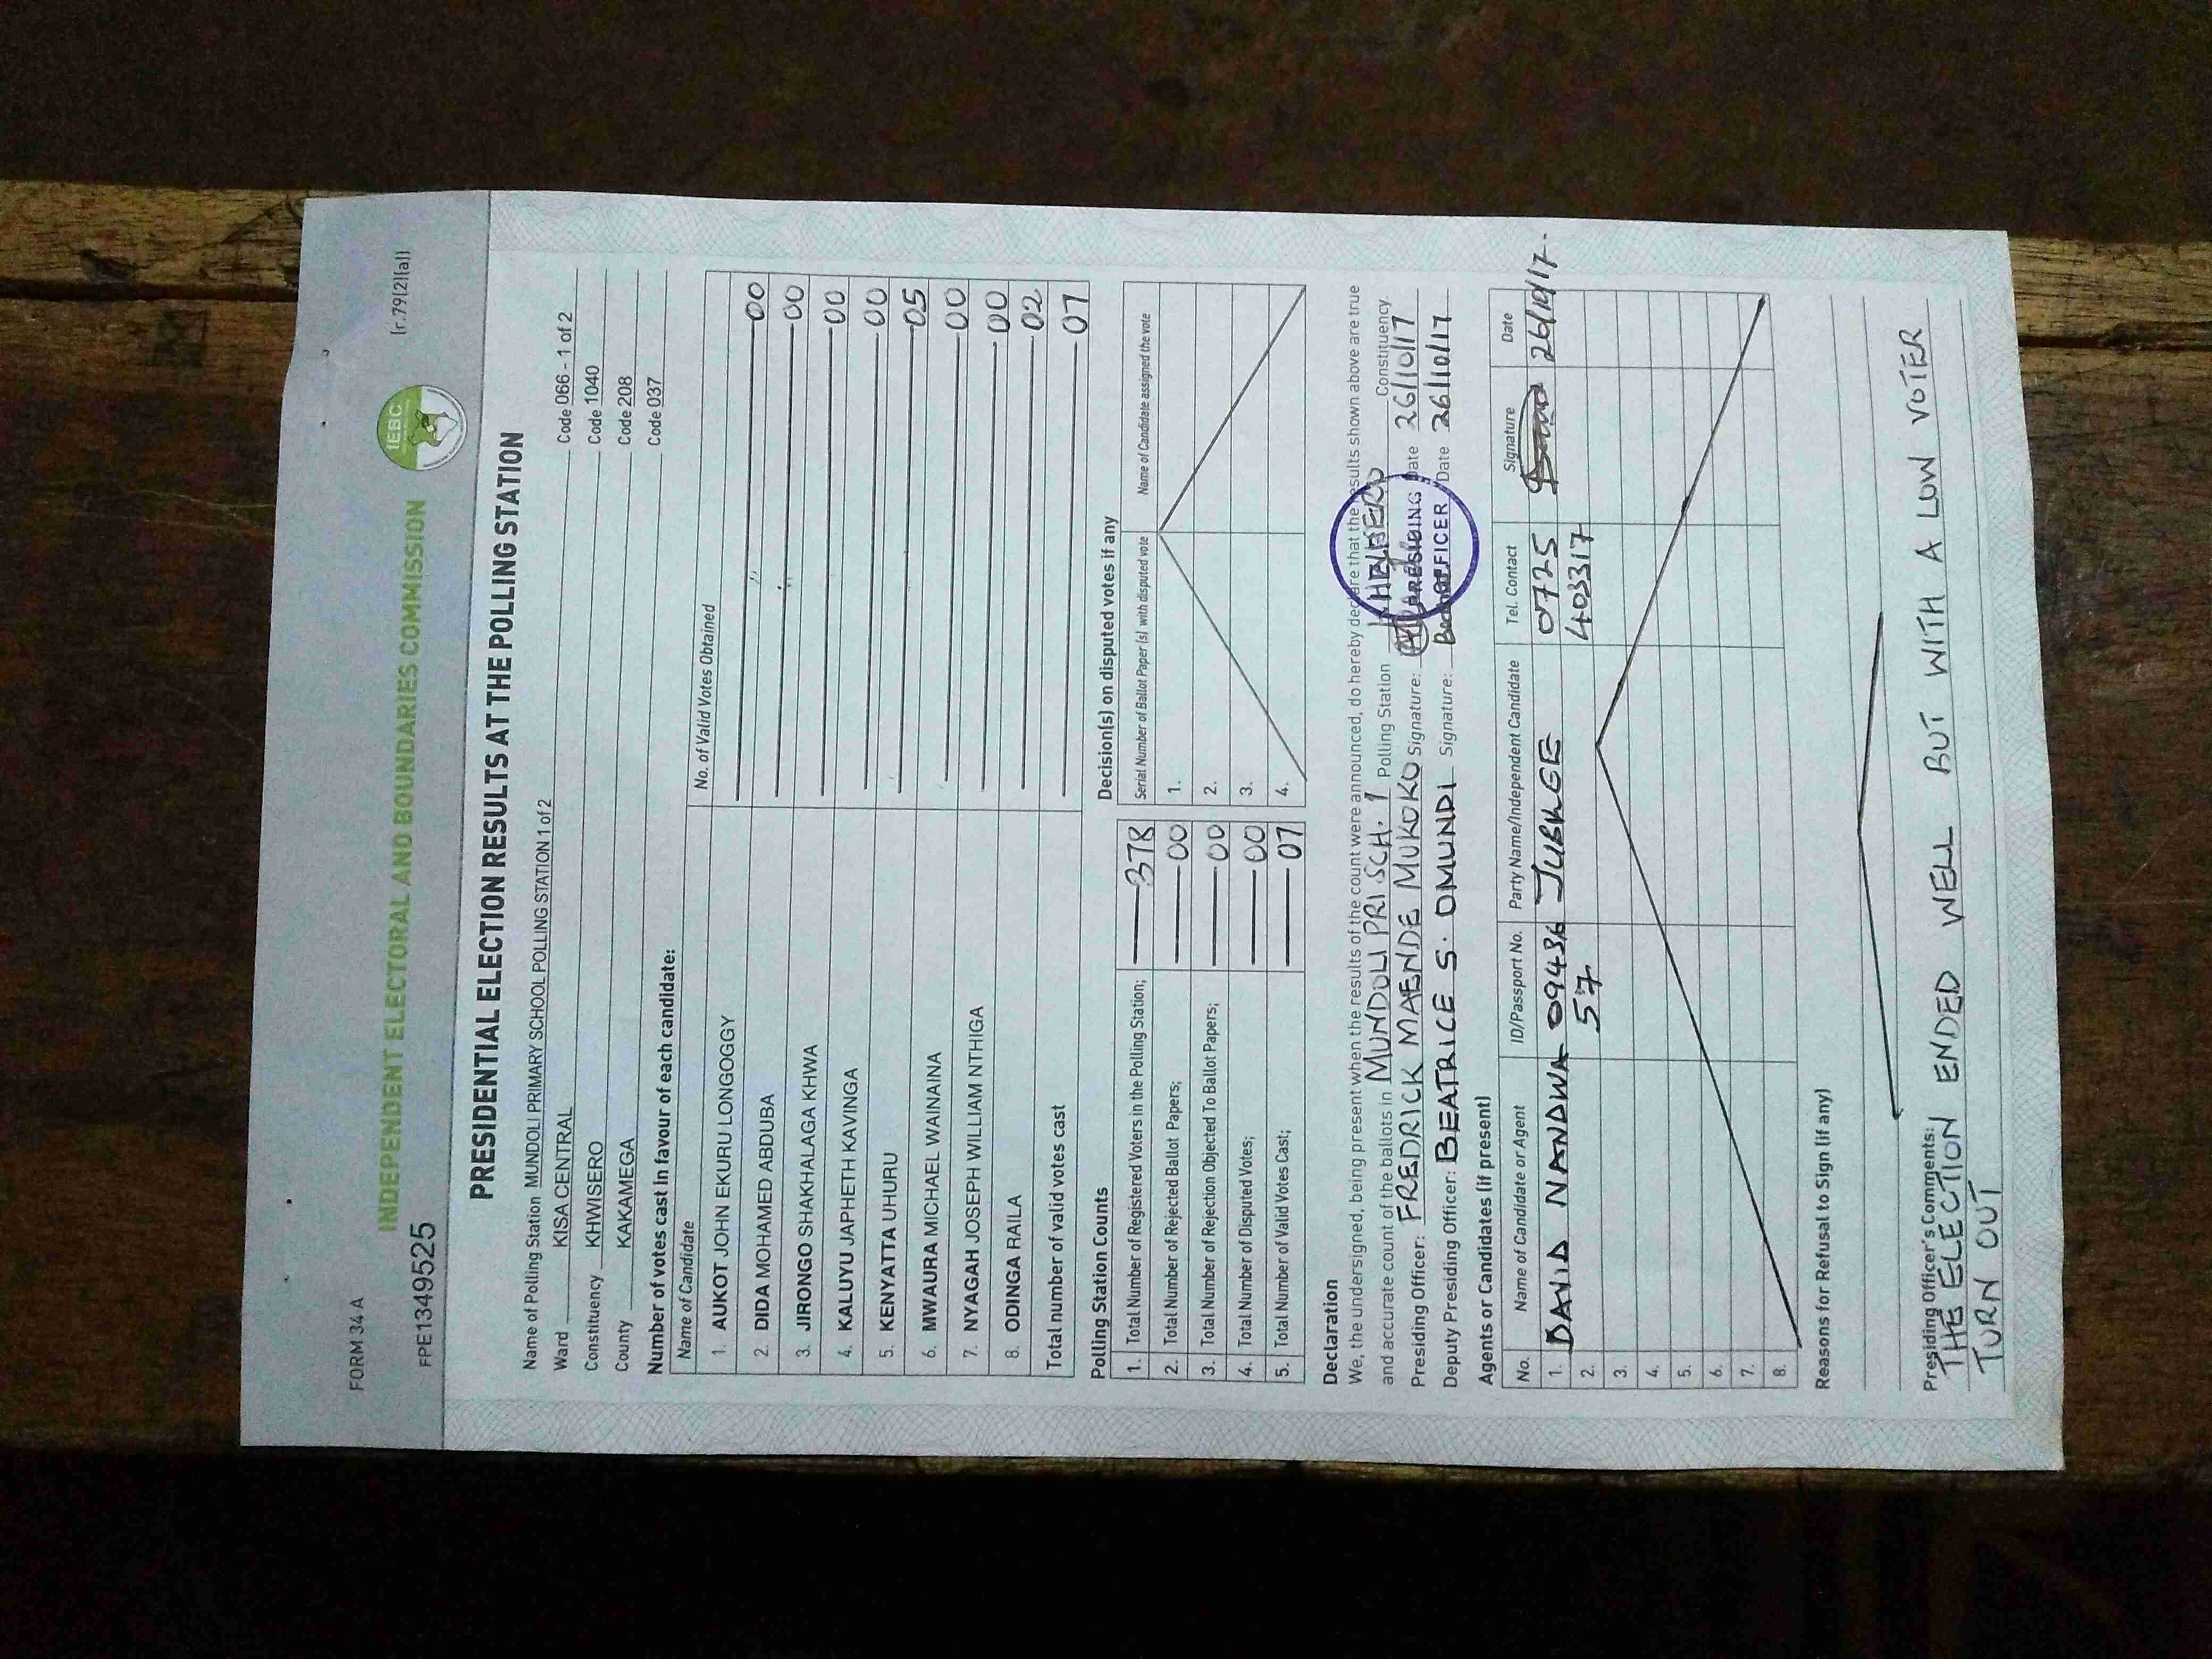 FORM 34 A
[r.79(2)(a)]
FPE1349525
INDEPENDENT ELECTORAL AND BOUNDARIES COMMISSION
IEBC
PRESIDENTIAL ELECTION RESULTS AT THE POLLING STATION
Name of Polling Station MUNDOLI PRIMARY SCHOOL POLLING STATION 1 of 2 Code 066 - 1 of 2
Ward KISA CENTRAL Code 1040
Constituency KHWISERO Code 208
County KAKAMEGA Code 037
Number of votes cast in favour of each candidate:
Name of Candidate No. of Valid Votes Obtained
1. AUKOT JOHN EKURU LONGOGGY 00
2. DIDA MOHAMED ABDUBA 00
3. JIRONGO SHAKHALAGA KHWA 00
4. KALUYU JAPHETH KAVINGA 00
5. KENYATTA UHURU 05
6. MWAURA MICHAEL WAINAINA 00
7. NYAGAH JOSEPH WILLIAM NTHIGA 00
8. ODINGA RAILA 02
Total number of valid votes cast 07
Polling Station Counts Decision(s) on disputed votes if any
Serial Number of Ballot Paper (s) with disputed vote Name of Candidate assigned the vote
1. Total Number of Registered Voters in the Polling Station; 378 1.
2. Total Number of Rejected Ballot Papers; 00 2.
3. Total Number of Rejection Objected To Ballot Papers; 00 3.
4. Total Number of Disputed Votes; 00 4.
5. Total Number of Valid Votes Cast; 07
Declaration
We, the undersigned, being present when the results of the count were announced, do hereby declare that the results shown above are true
and accurate count of the ballots in MUNDOLI PRI SCH. 1 Polling Station KHWISERO Constituency.
Presiding Officer: FREDRICK MAENDE MUKOKO Signature: Date 26/10/17
Deputy Presiding Officer: BEATRICE S. OMUNDI Signature: Date 26/10/17
PRESIDING
OFFICER
Agents or Candidates (if present)
No. Name of Candidate or Agent ID/Passport No. Party Name/Independent Candidate Tel. Contact Signature Date
1. DAVID NANDWA 09436 JUBILEE 0725 26/10/17.
2. 57 403317
3.
4.
5.
6.
7.
8.
Reasons for Refusal to Sign (if any)
Presiding Officer's Comments:
THE ELECTION ENDED WELL BUT WITH A LOW VOTER
TURN OUT